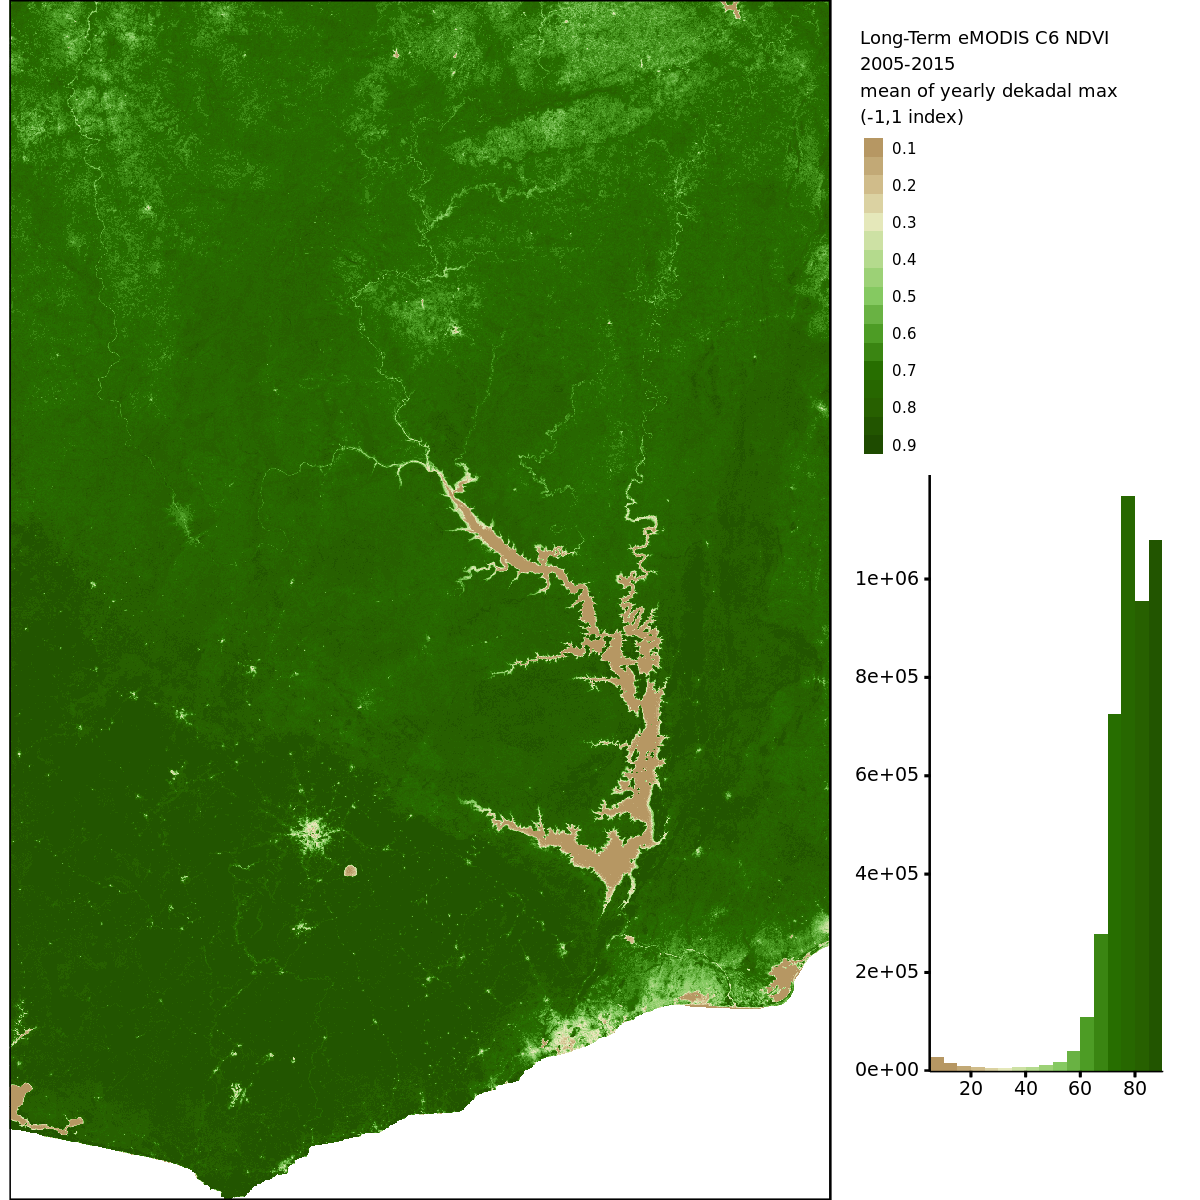 Long-Term eMODIS C6 NDVI
2005-2015
mean of yearly dekadal max
(-1,1 index)
0.1
0.2
0.3
0.4
0.5
0.6
0.7
0.8
0.9
1e+06
8e+05
6e+05
4e+05
2e+05
0e+00
20 40 60 80